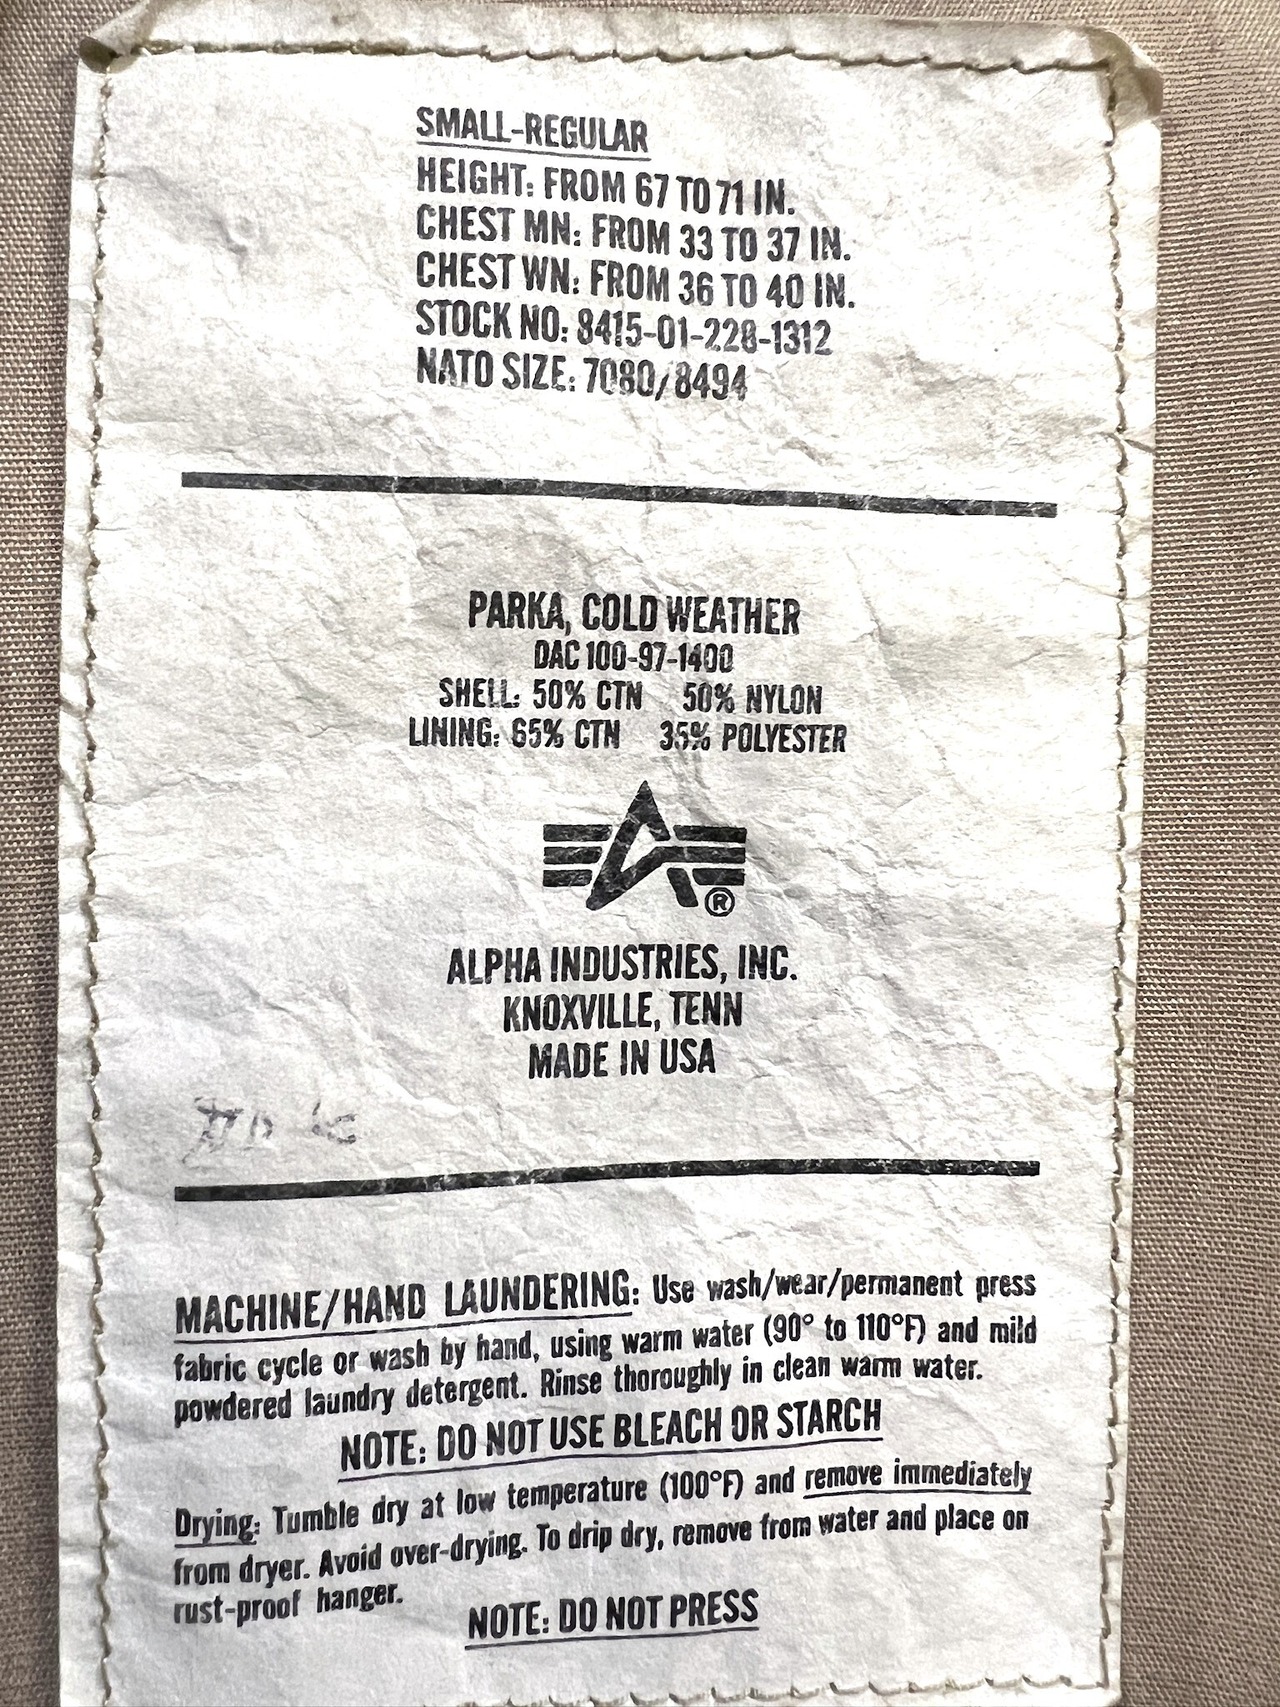 SMALL-REGULAR
HEIGHT: FROM 67 TO 71 IN.
CHEST MN: FROM 33 TO 37 IN.
CHEST WN: FROM 36 TO 40 IN.
STOCK NO: 8415-01-228-1312
NATO SIZE: 7080/8494
PARKA, COLD WEATHER
DAC 100-97-1400
SHELL: 50% CTN 50% NYLON
LINING: 65% CTN 35% POLYESTER
®
ALPHA INDUSTRIES, INC.
KNOXVILLE, TENN
MADE IN USA
MACHINE/HAND LAUNDERING: Use wash/wear/permanent press
fabric cycle or wash by hand, using warm water (90° to 110°F) and mild
powdered laundry detergent. Rinse thoroughly in clean warm water.
NOTE: DO NOT USE BLEACH OR STARCH
Drying: Tumble dry at low temperature (100°F) and remove immediately
from dryer. Avoid over-drying. To drip dry, remove from water and place on
rust-proof hanger.
NOTE: DO NOT PRESS